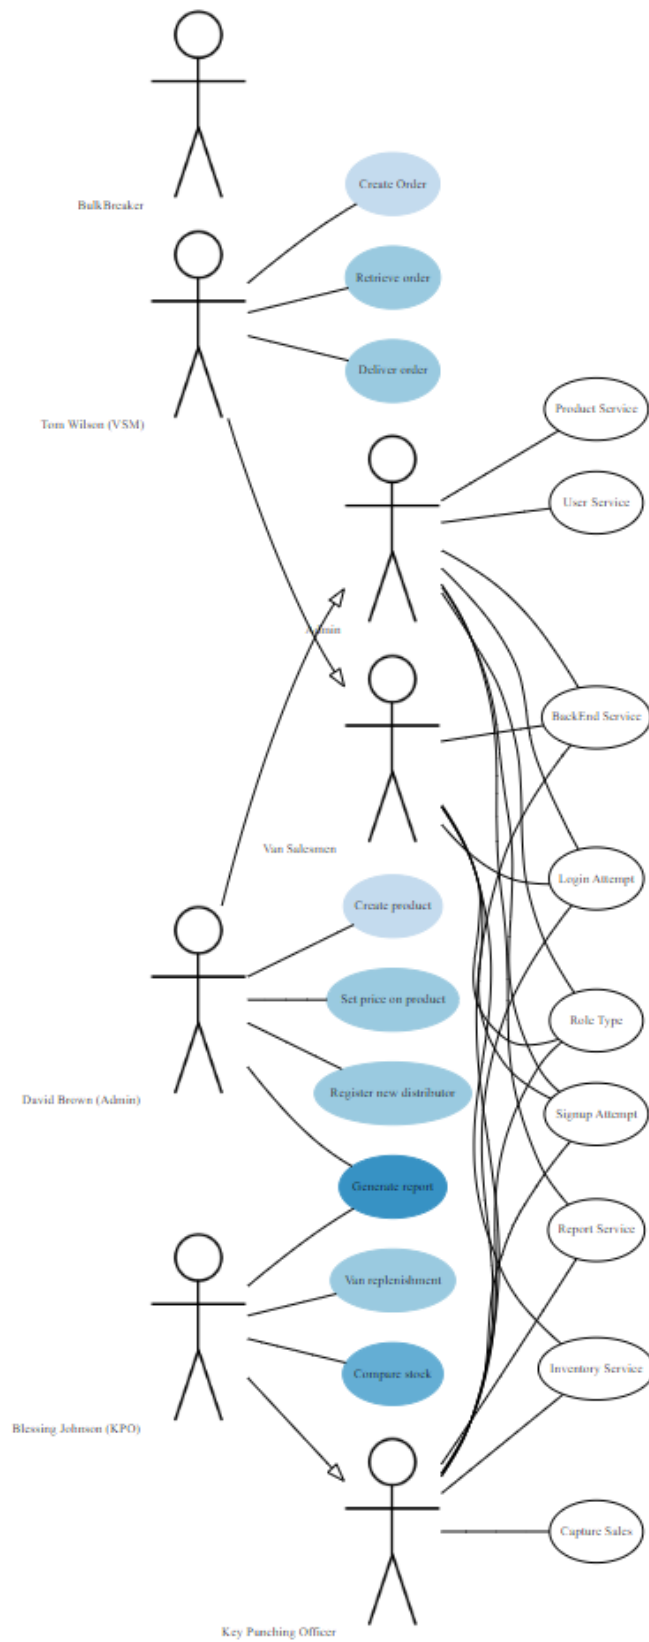 BulkBreaker
Create Order
Retrieve order
Deliver order
Tom Wilson (VSM)
Product Service
User Service
Admin
BackEnd Service
Van Salesmen
Login Attempt
Create product
Set price on product
Role Type
Register new distributor
David Brown (Admin)
Signup Attempt
Generate report
Report Service
Van replenishment
Compare stock
Inventory Service
Blessing Johnson (KPO)
Capture Sales
Key Punching Officer